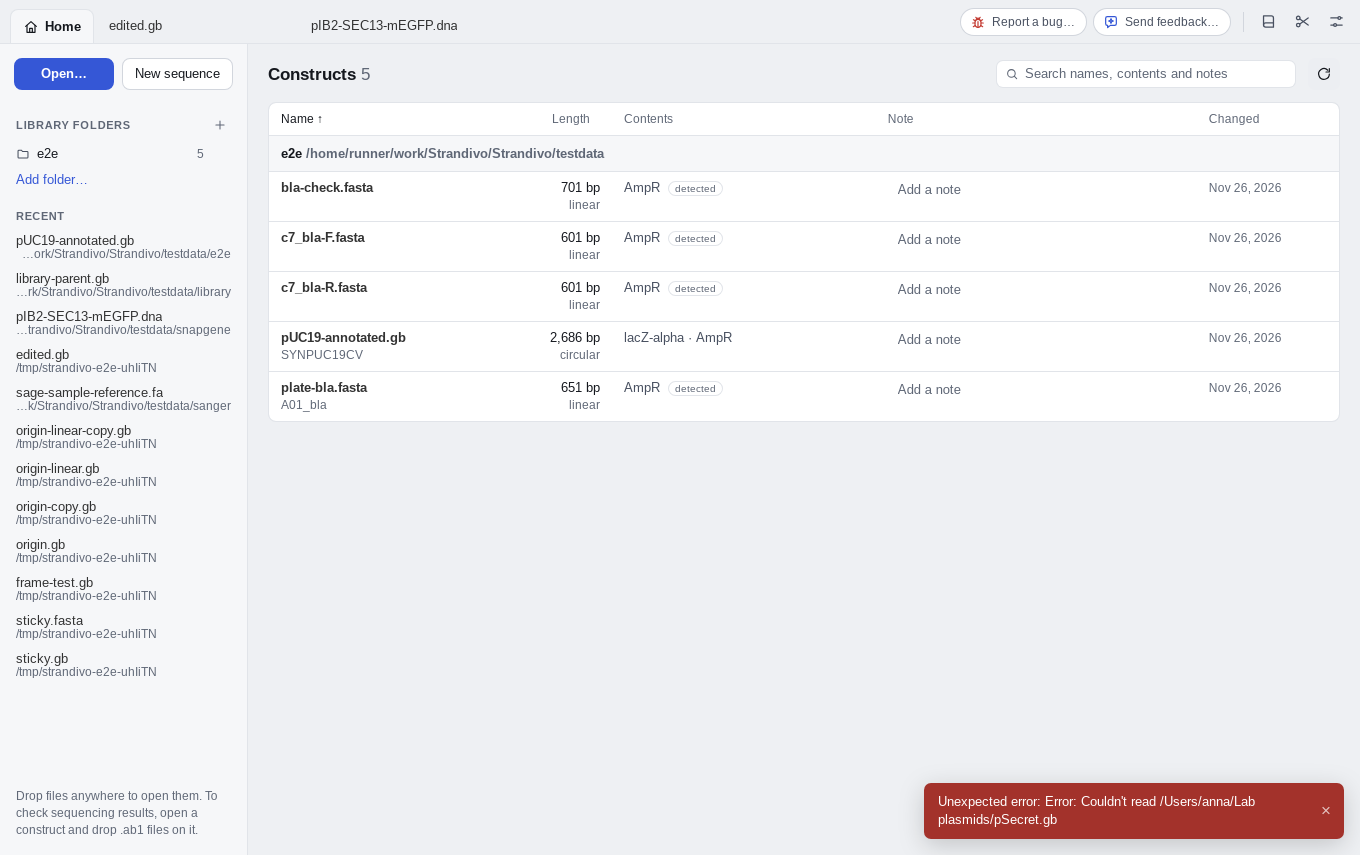 Home
edited.gb
pIB2-SEC13-mEGFP.dna
Report a bug…
Send feedback…
Open…
New sequence
LIBRARY FOLDERS
e2e 5
Add folder…
RECENT
pUC19-annotated.gb
…ork/Strandivo/Strandivo/testdata/e2e
library-parent.gb
…rk/Strandivo/Strandivo/testdata/library
pIB2-SEC13-mEGFP.dna
…trandivo/Strandivo/testdata/snapgene
edited.gb
/tmp/strandivo-e2e-uhIiTN
sage-sample-reference.fa
…k/Strandivo/Strandivo/testdata/sanger
origin-linear-copy.gb
/tmp/strandivo-e2e-uhIiTN
origin-linear.gb
/tmp/strandivo-e2e-uhIiTN
origin-copy.gb
/tmp/strandivo-e2e-uhIiTN
origin.gb
/tmp/strandivo-e2e-uhIiTN
frame-test.gb
/tmp/strandivo-e2e-uhIiTN
sticky.fasta
/tmp/strandivo-e2e-uhIiTN
sticky.gb
/tmp/strandivo-e2e-uhIiTN
Drop files anywhere to open them. To
check sequencing results, open a
construct and drop .ab1 files on it.
Constructs 5
Search names, contents and notes
Name ↑ Length Contents Note Changed
e2e /home/runner/work/Strandivo/Strandivo/testdata
bla-check.fasta 701 bp AmpR detected Add a note Nov 26, 2026
linear
c7_bla-F.fasta 601 bp AmpR detected Add a note Nov 26, 2026
linear
c7_bla-R.fasta 601 bp AmpR detected Add a note Nov 26, 2026
linear
pUC19-annotated.gb 2,686 bp lacZ-alpha · AmpR Add a note Nov 26, 2026
SYNPUC19CV circular
plate-bla.fasta 651 bp AmpR detected Add a note Nov 26, 2026
A01_bla linear
Unexpected error: Error: Couldn't read /Users/anna/Lab
plasmids/pSecret.gb